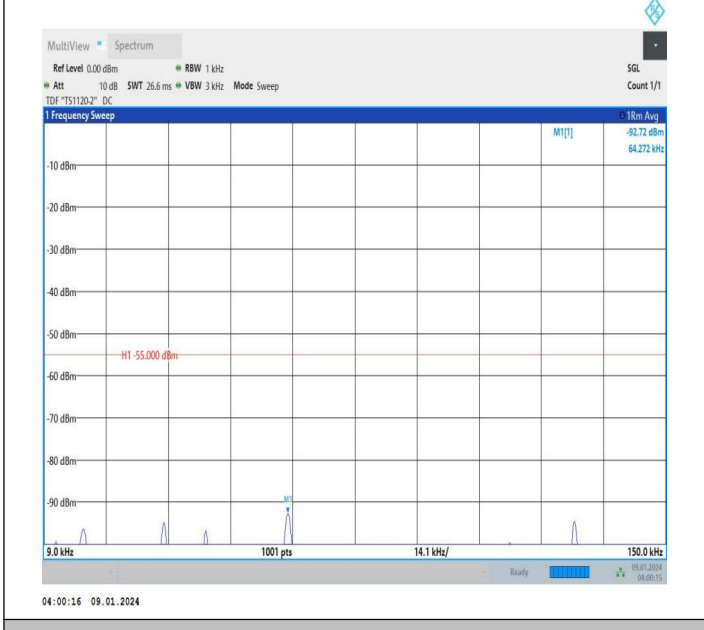 MultiView Spectrum
Ref Level 0.00 dBm RBW 1 kHz SGL
Att 10 dB SWT 26.6 ms VBW 3 kHz Mode Sweep Count 1/1
TDF "TS1120-2" DC
1 Frequency Sweep 1Rm Avg
M1[1] -92.72 dBm
64.272 kHz
-10 dBm
-20 dBm
-30 dBm
-40 dBm
-50 dBm
H1 -55.000 dBm
-60 dBm
-70 dBm
-80 dBm
-90 dBm
M1
9.0 kHz 1001 pts 14.1 kHz/ 150.0 kHz
Ready 09.01.2024
04:00:15
04:00:16 09.01.2024